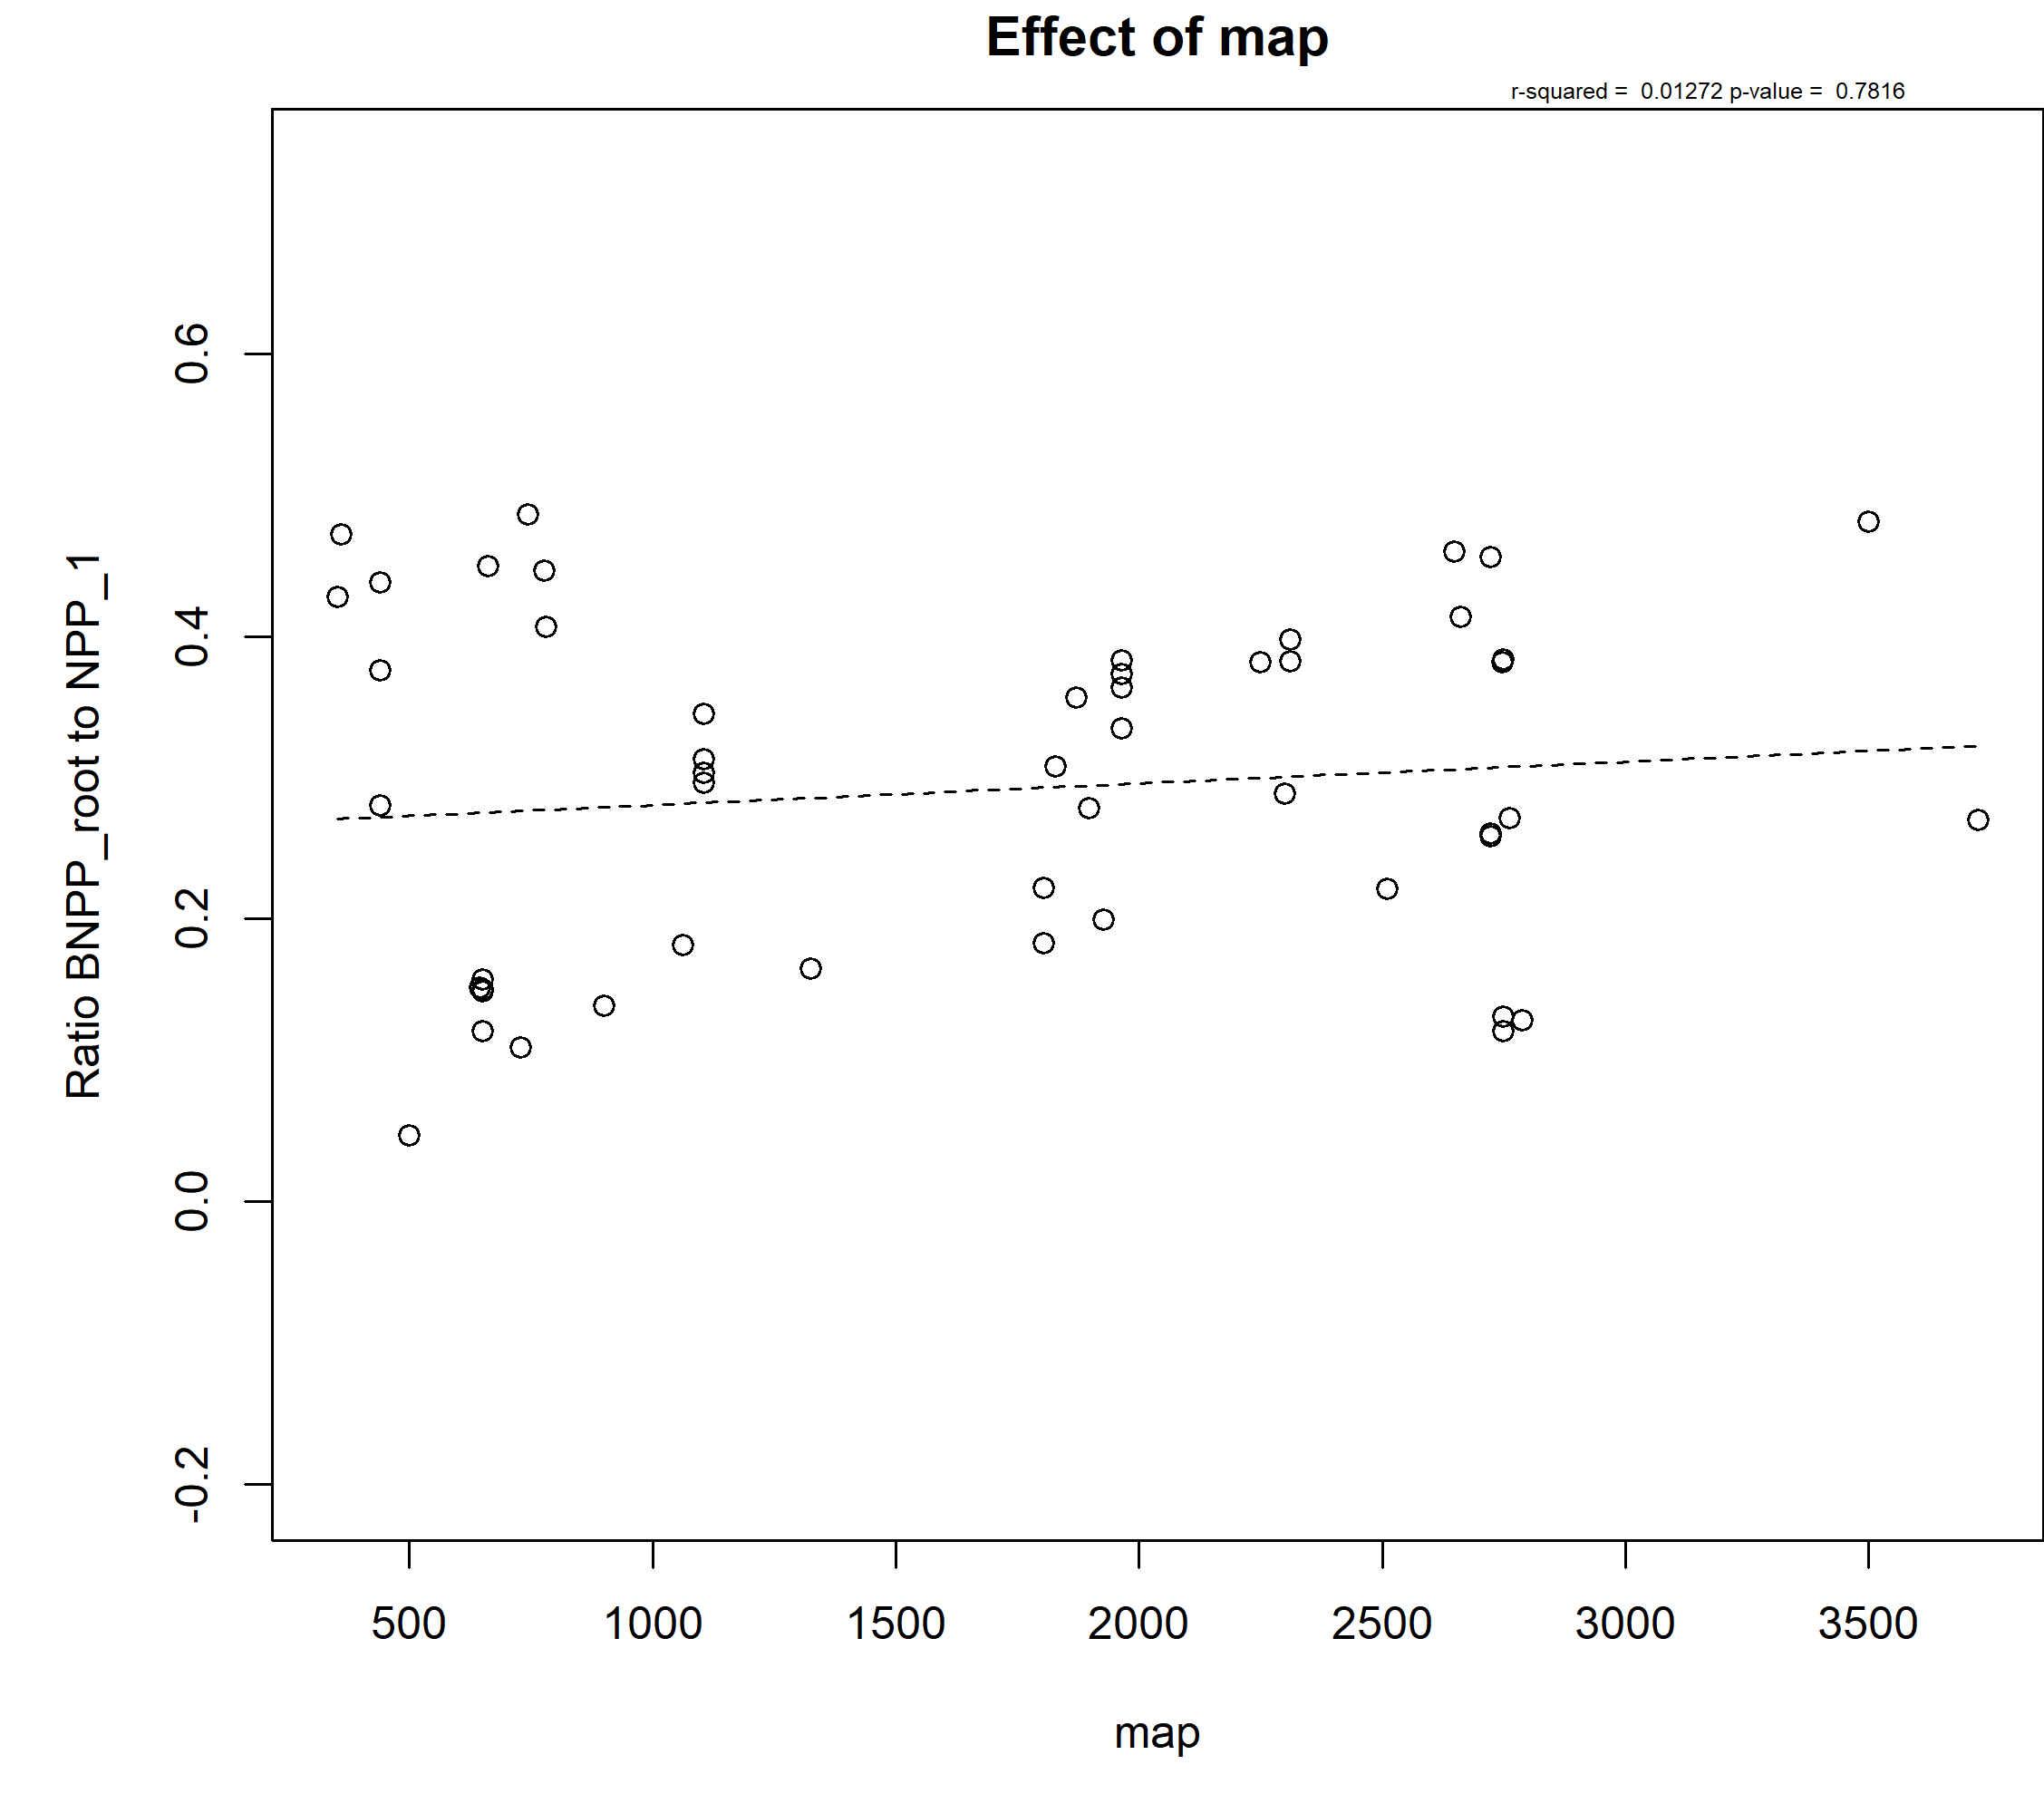 Effect of map
r-squared = 0.01272 p-value = 0.7816
Ratio BNPP_root to NPP_1
0.6
0.4
0.2
0.0
-0.2
500 1000 1500 2000 2500 3000 3500
map